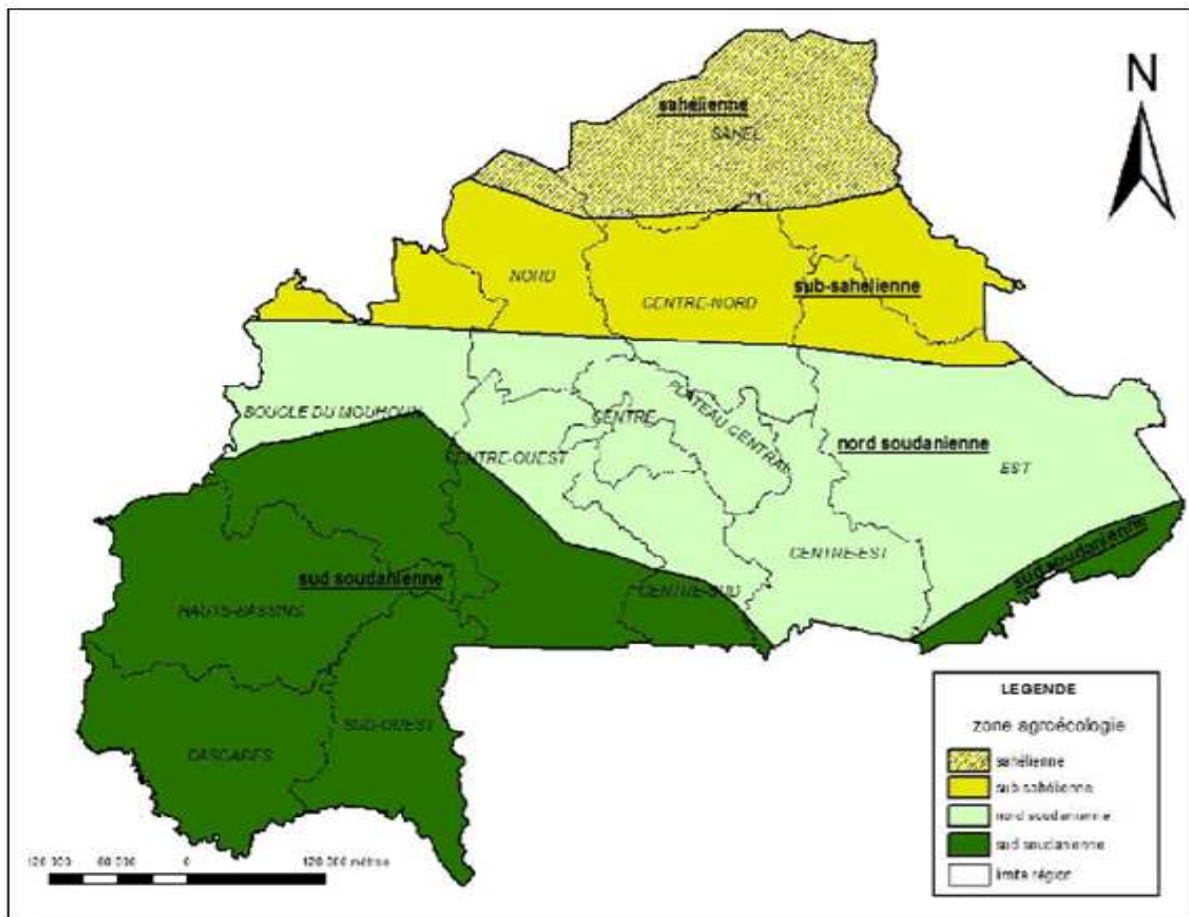 N
sahélienne
SAHEL
NORD
sub-sahélienne
CENTRE-NORD
BOUCLE DU MOUHOUN
CENTRE
PLATEAU CENTRAL
nord soudanienne
CENTRE-OUEST
EST
CENTRE-EST
sud soudanienne
sud soudanienne
CENTRE-SUD
HAUTS-BASSINS
SUD-OUEST
CASCADES
LEGENDE
zone agroécologie
sahélienne
sub sahélienne
nord soudanienne
sud soudanienne
limite région
120 000 60 000 0 120 000 mètres